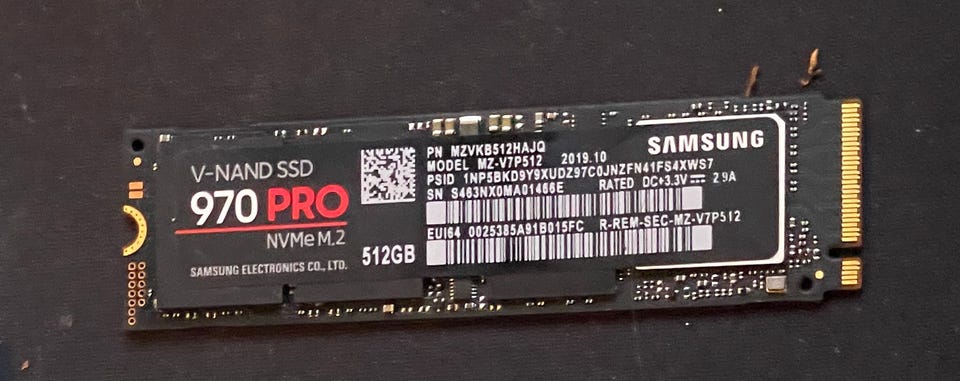 V-NAND SSD
970 PRO
NVMe M.2
SAMSUNG ELECTRONICS CO., LTD.
512GB
SAMSUNG
PN MZVKB512HAJQ
MODEL MZ-V7P512 2019.10
PSID 1NP5BKD9Y9XUDZ97C0JNZFN41FS4XWS7
SN S463NX0MA01466E RATED DC+3.3V⎓ 2.9A
EUI64 0025385A91B015FC R-REM-SEC-MZ-V7P512